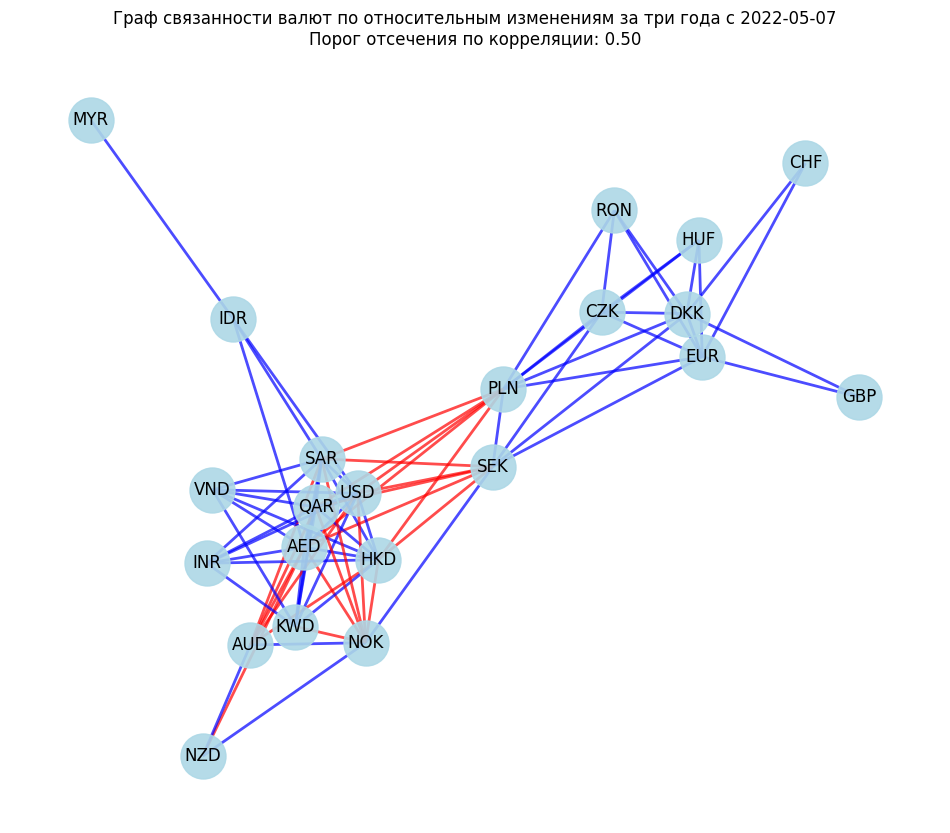 Граф связанности валют по относительным изменениям за три года с 2022-05-07
Порог отсечения по корреляции: 0.50
MYR
CHF
RON
HUF
IDR
CZK
DKK
EUR
PLN
GBP
SAR
SEK
VND
USD
QAR
AED
INR
HKD
KWD
AUD
NOK
NZD